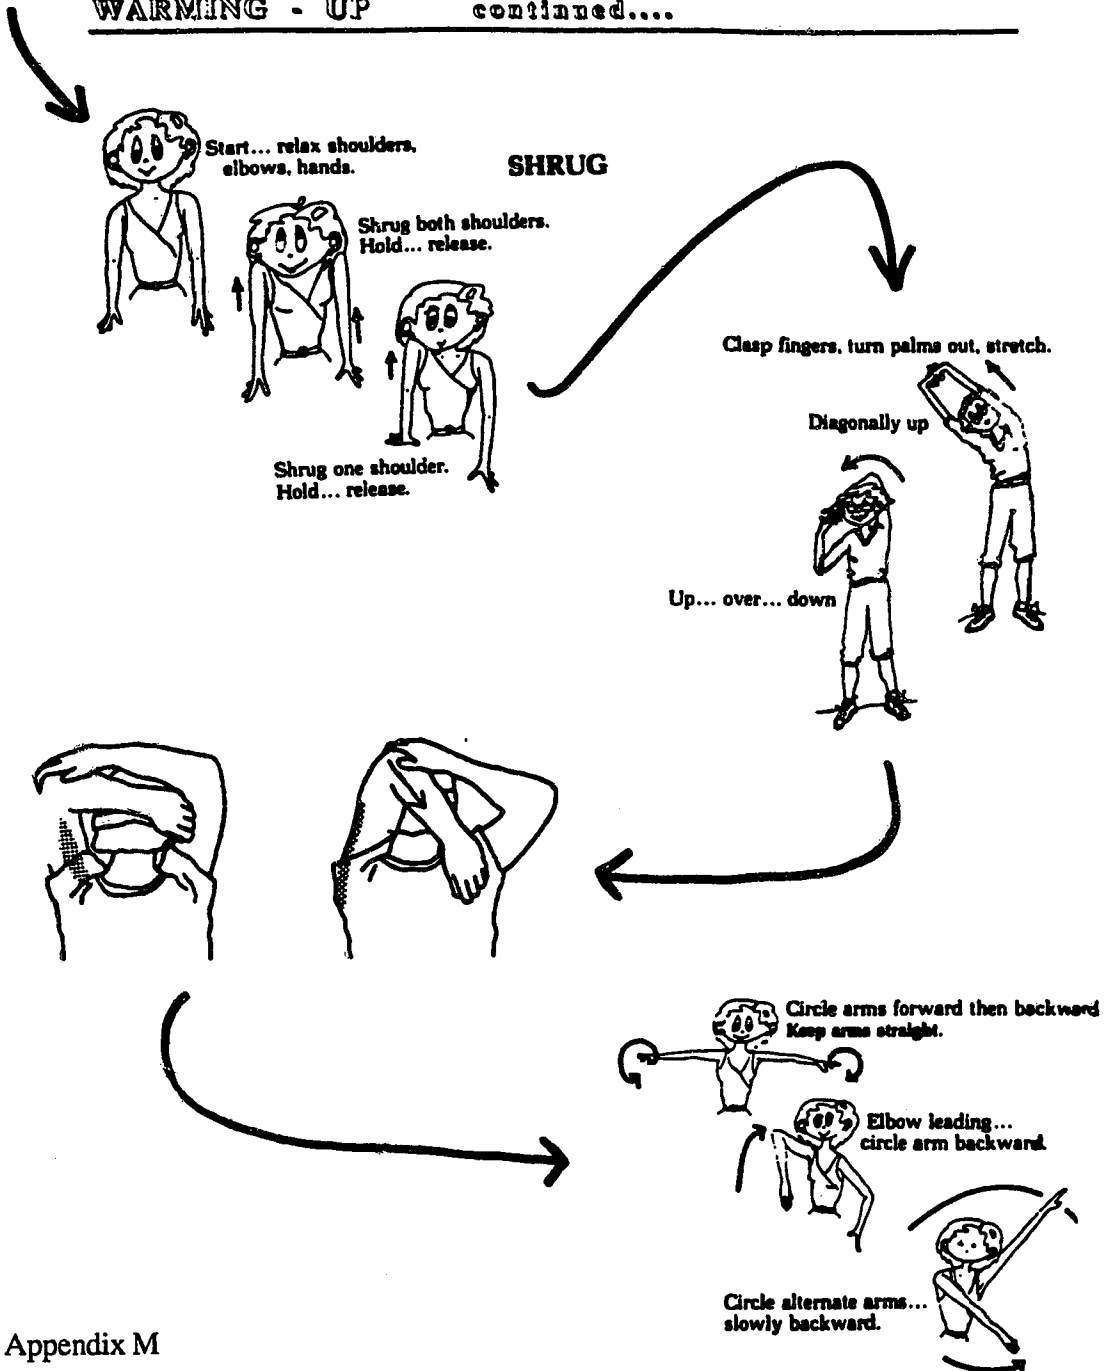 WARMING - UP continued....
Start... relax shoulders,
elbows, hands.
SHRUG
Shrug both shoulders.
Hold... release.
Shrug one shoulder.
Hold... release.
Clasp fingers, turn palms out, stretch.
Diagonally up
Up... over... down
Circle arms forward then backward
Keep arms straight.
Elbow leading...
circle arm backward.
Circle alternate arms...
slowly backward.
Appendix M